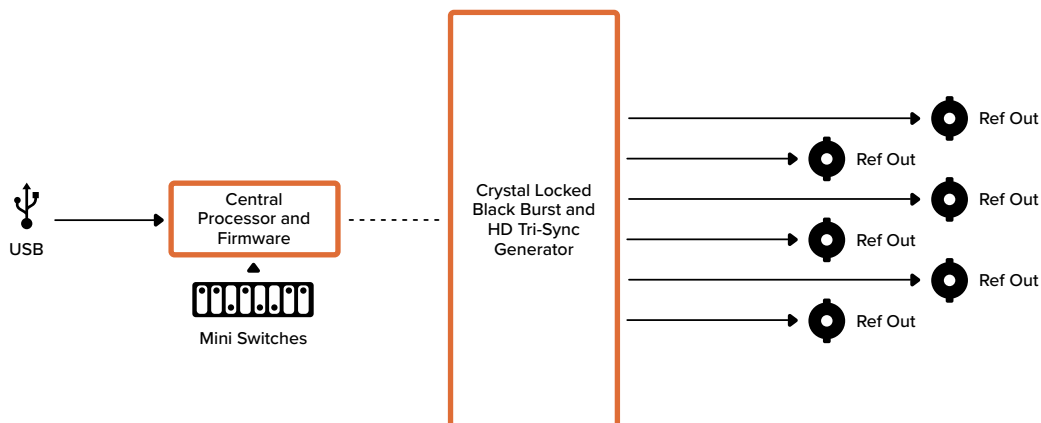 USB
Central
Processor and
Firmware
Mini Switches
Crystal Locked
Black Burst and
HD Tri-Sync
Generator
Ref Out
Ref Out
Ref Out
Ref Out
Ref Out
Ref Out